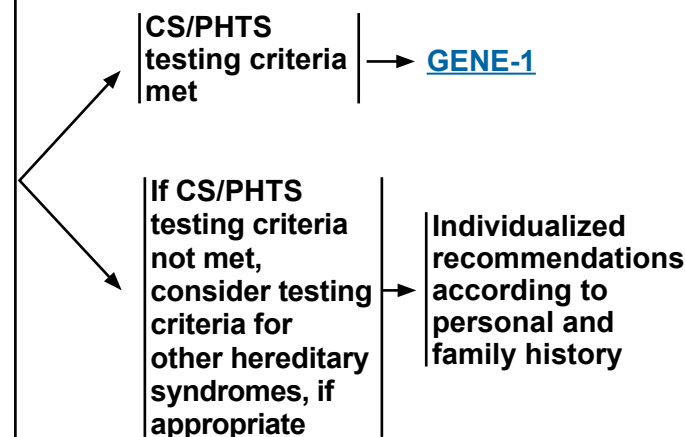 CS/PHTS
testing criteria
met
GENE-1
If CS/PHTS
testing criteria
not met,
consider testing
criteria for
other hereditary
syndromes, if
appropriate
Individualized
recommendations
according to
personal and
family history